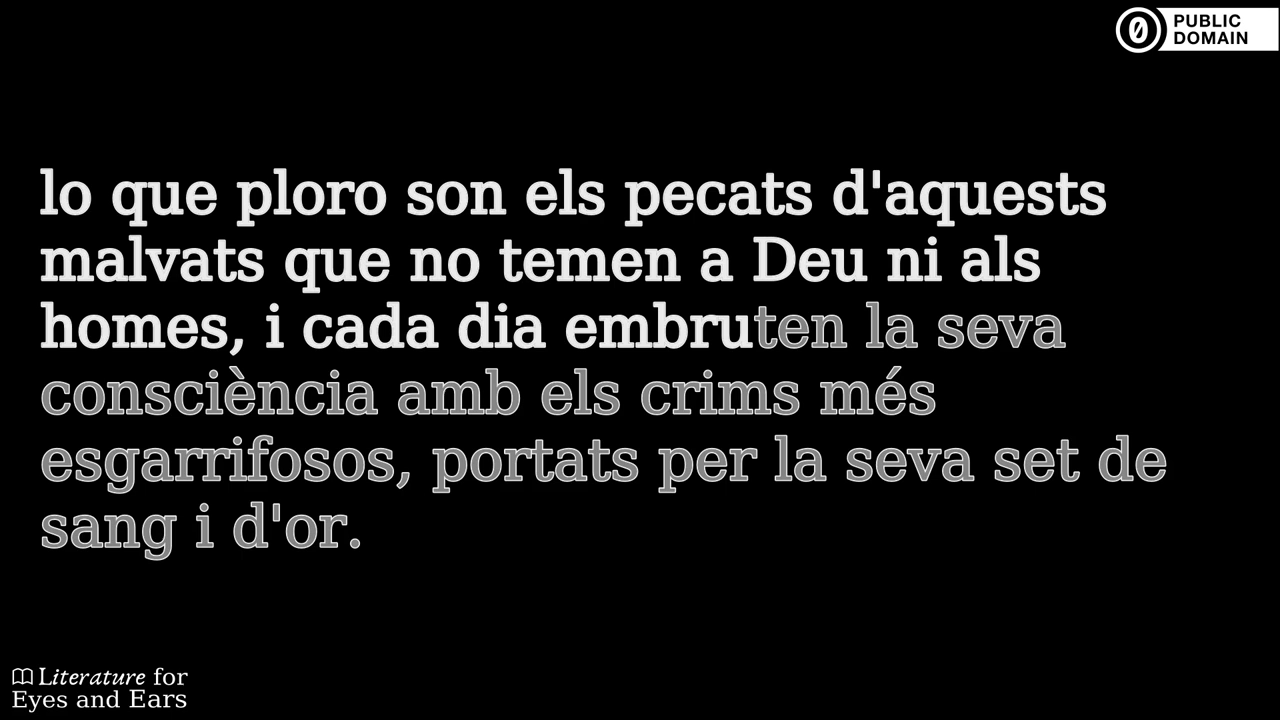 PUBLIC
DOMAIN
lo que ploro son els pecats d'aquests
malvats que no temen a Deu ni als
homes, i cada dia embruten la seva
consciència amb els crims més
esgarrifosos, portats per la seva set de
sang i d'or.
Literature for
Eyes and Ears